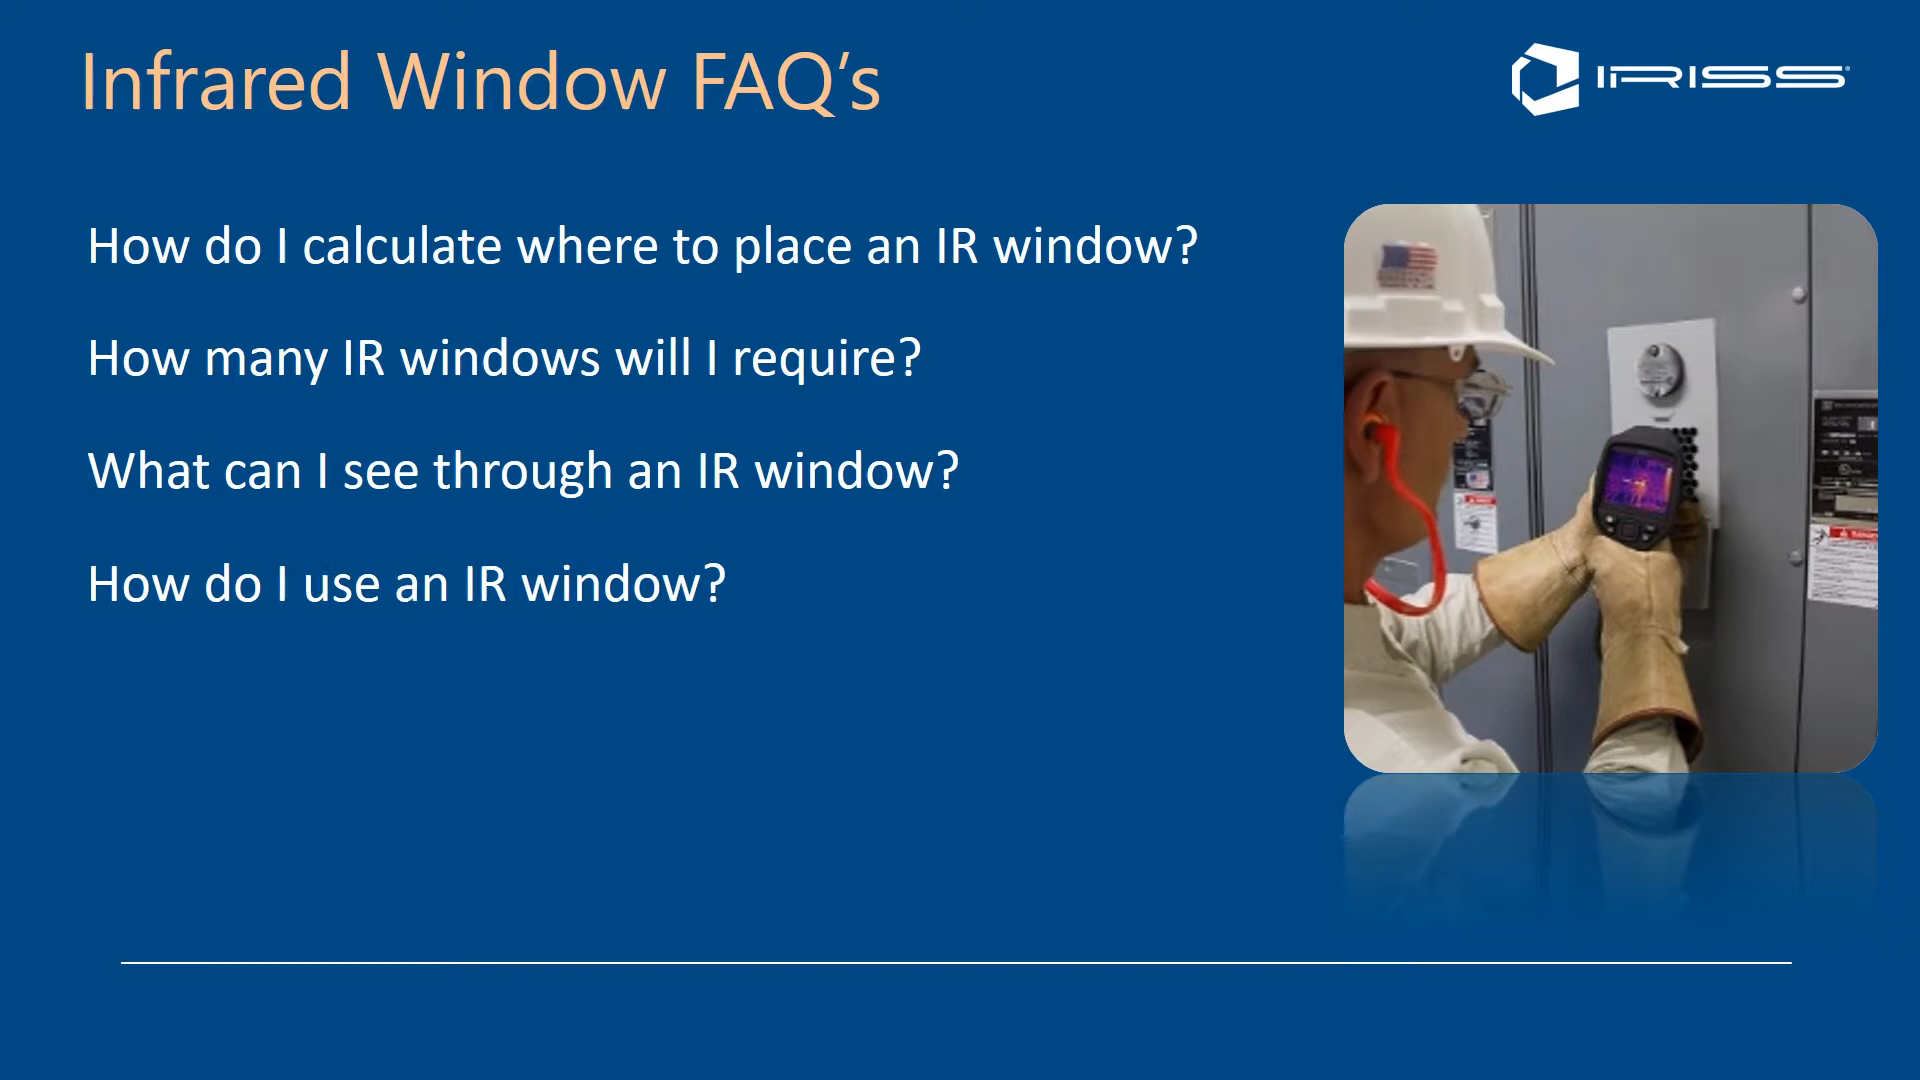 Infrared Window FAQ’s
IRISS
How do I calculate where to place an IR window?
How many IR windows will I require?
What can I see through an IR window?
How do I use an IR window?